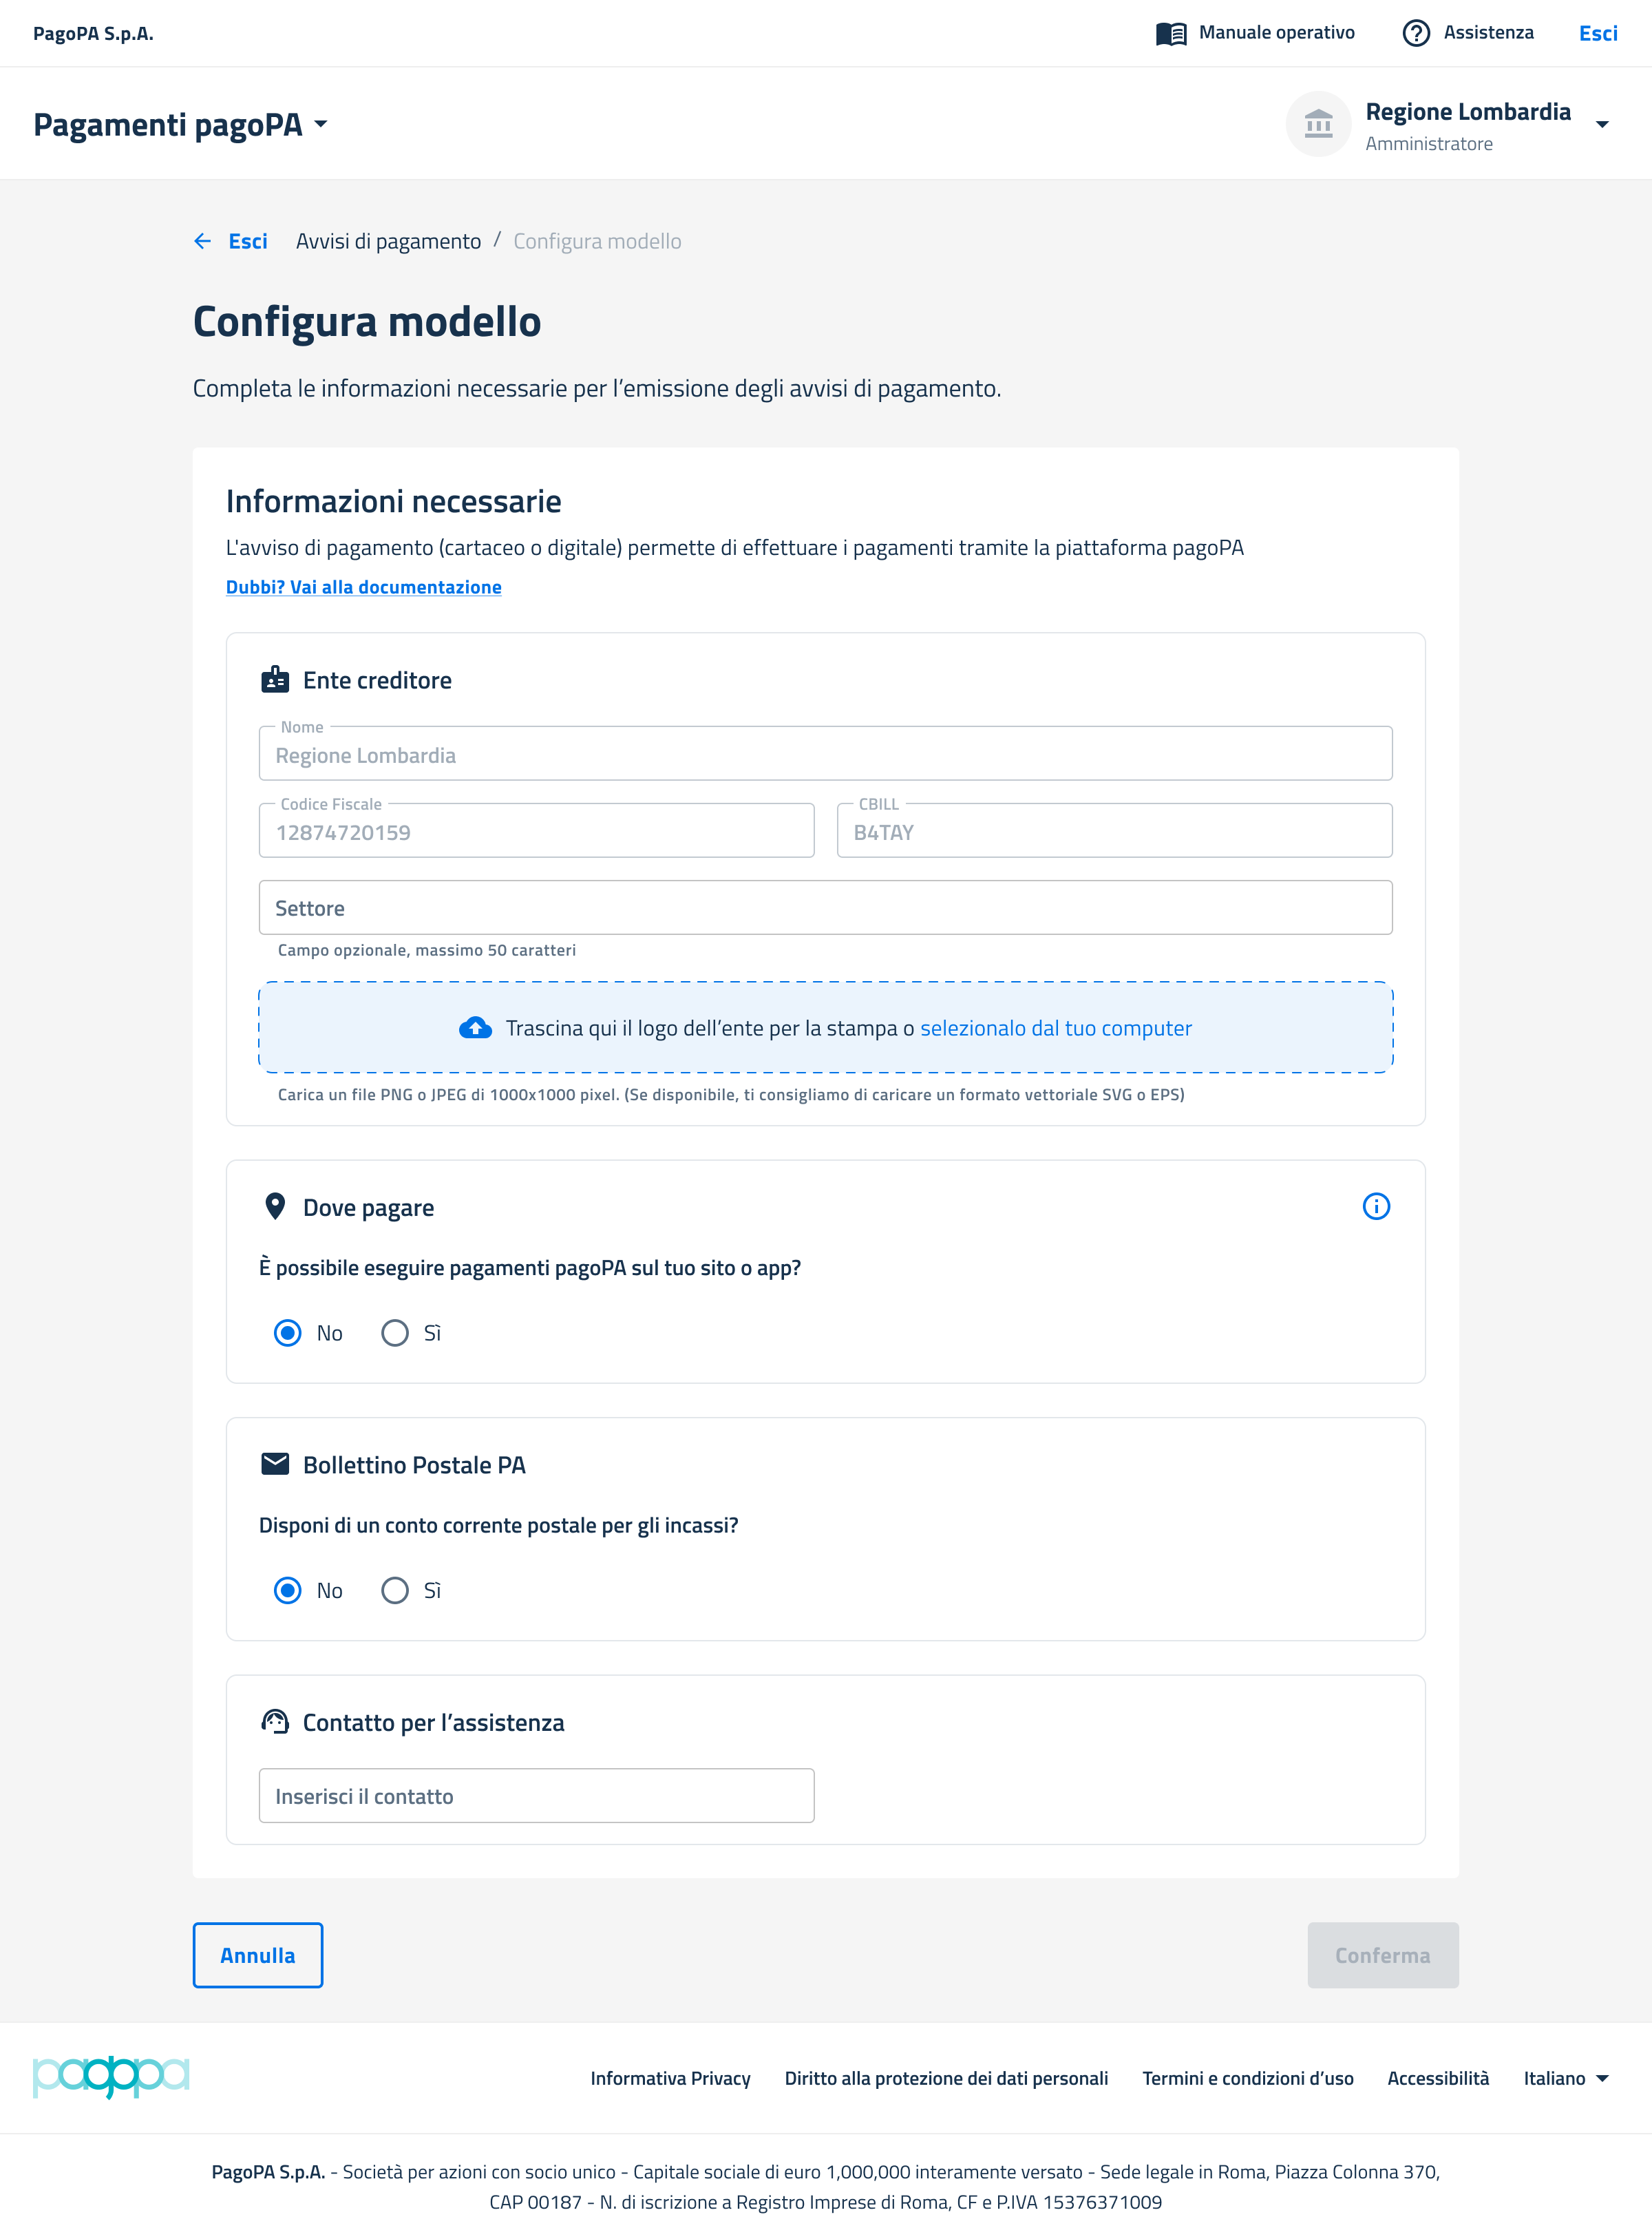 PagoPA S.p.A.
Manuale operativo
Assistenza
Esci
Pagamenti pagoPA
Regione Lombardia
Amministratore
Esci
Avvisi di pagamento / Configura modello
Configura modello
Completa le informazioni necessarie per l’emissione degli avvisi di pagamento.
Informazioni necessarie
L'avviso di pagamento (cartaceo o digitale) permette di effettuare i pagamenti tramite la piattaforma pagoPA
Dubbi? Vai alla documentazione
Ente creditore
Nome
Regione Lombardia
Codice Fiscale
12874720159
CBILL
B4TAY
Settore
Campo opzionale, massimo 50 caratteri
Trascina qui il logo dell’ente per la stampa o selezionalo dal tuo computer
Carica un file PNG o JPEG di 1000x1000 pixel. (Se disponibile, ti consigliamo di caricare un formato vettoriale SVG o EPS)
Dove pagare
È possibile eseguire pagamenti pagoPA sul tuo sito o app?
No
Sì
Bollettino Postale PA
Disponi di un conto corrente postale per gli incassi?
No
Sì
Contatto per l’assistenza
Inserisci il contatto
Annulla
Conferma
pagopa
Informativa Privacy
Diritto alla protezione dei dati personali
Termini e condizioni d’uso
Accessibilità
Italiano
PagoPA S.p.A. - Società per azioni con socio unico - Capitale sociale di euro 1,000,000 interamente versato - Sede legale in Roma, Piazza Colonna 370,
CAP 00187 - N. di iscrizione a Registro Imprese di Roma, CF e P.IVA 15376371009